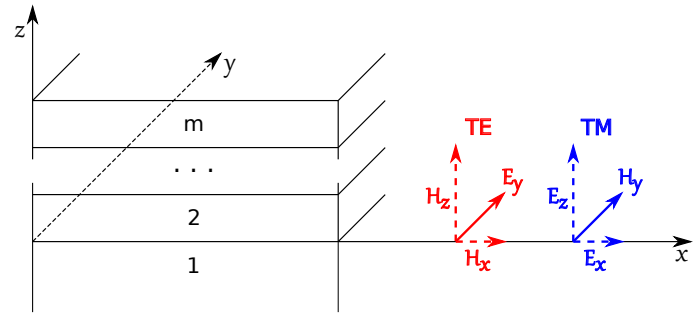 z
y
m
. . .
2
1
TE
TM
E_y
H_z
H_x
H_y
E_z
E_x
x